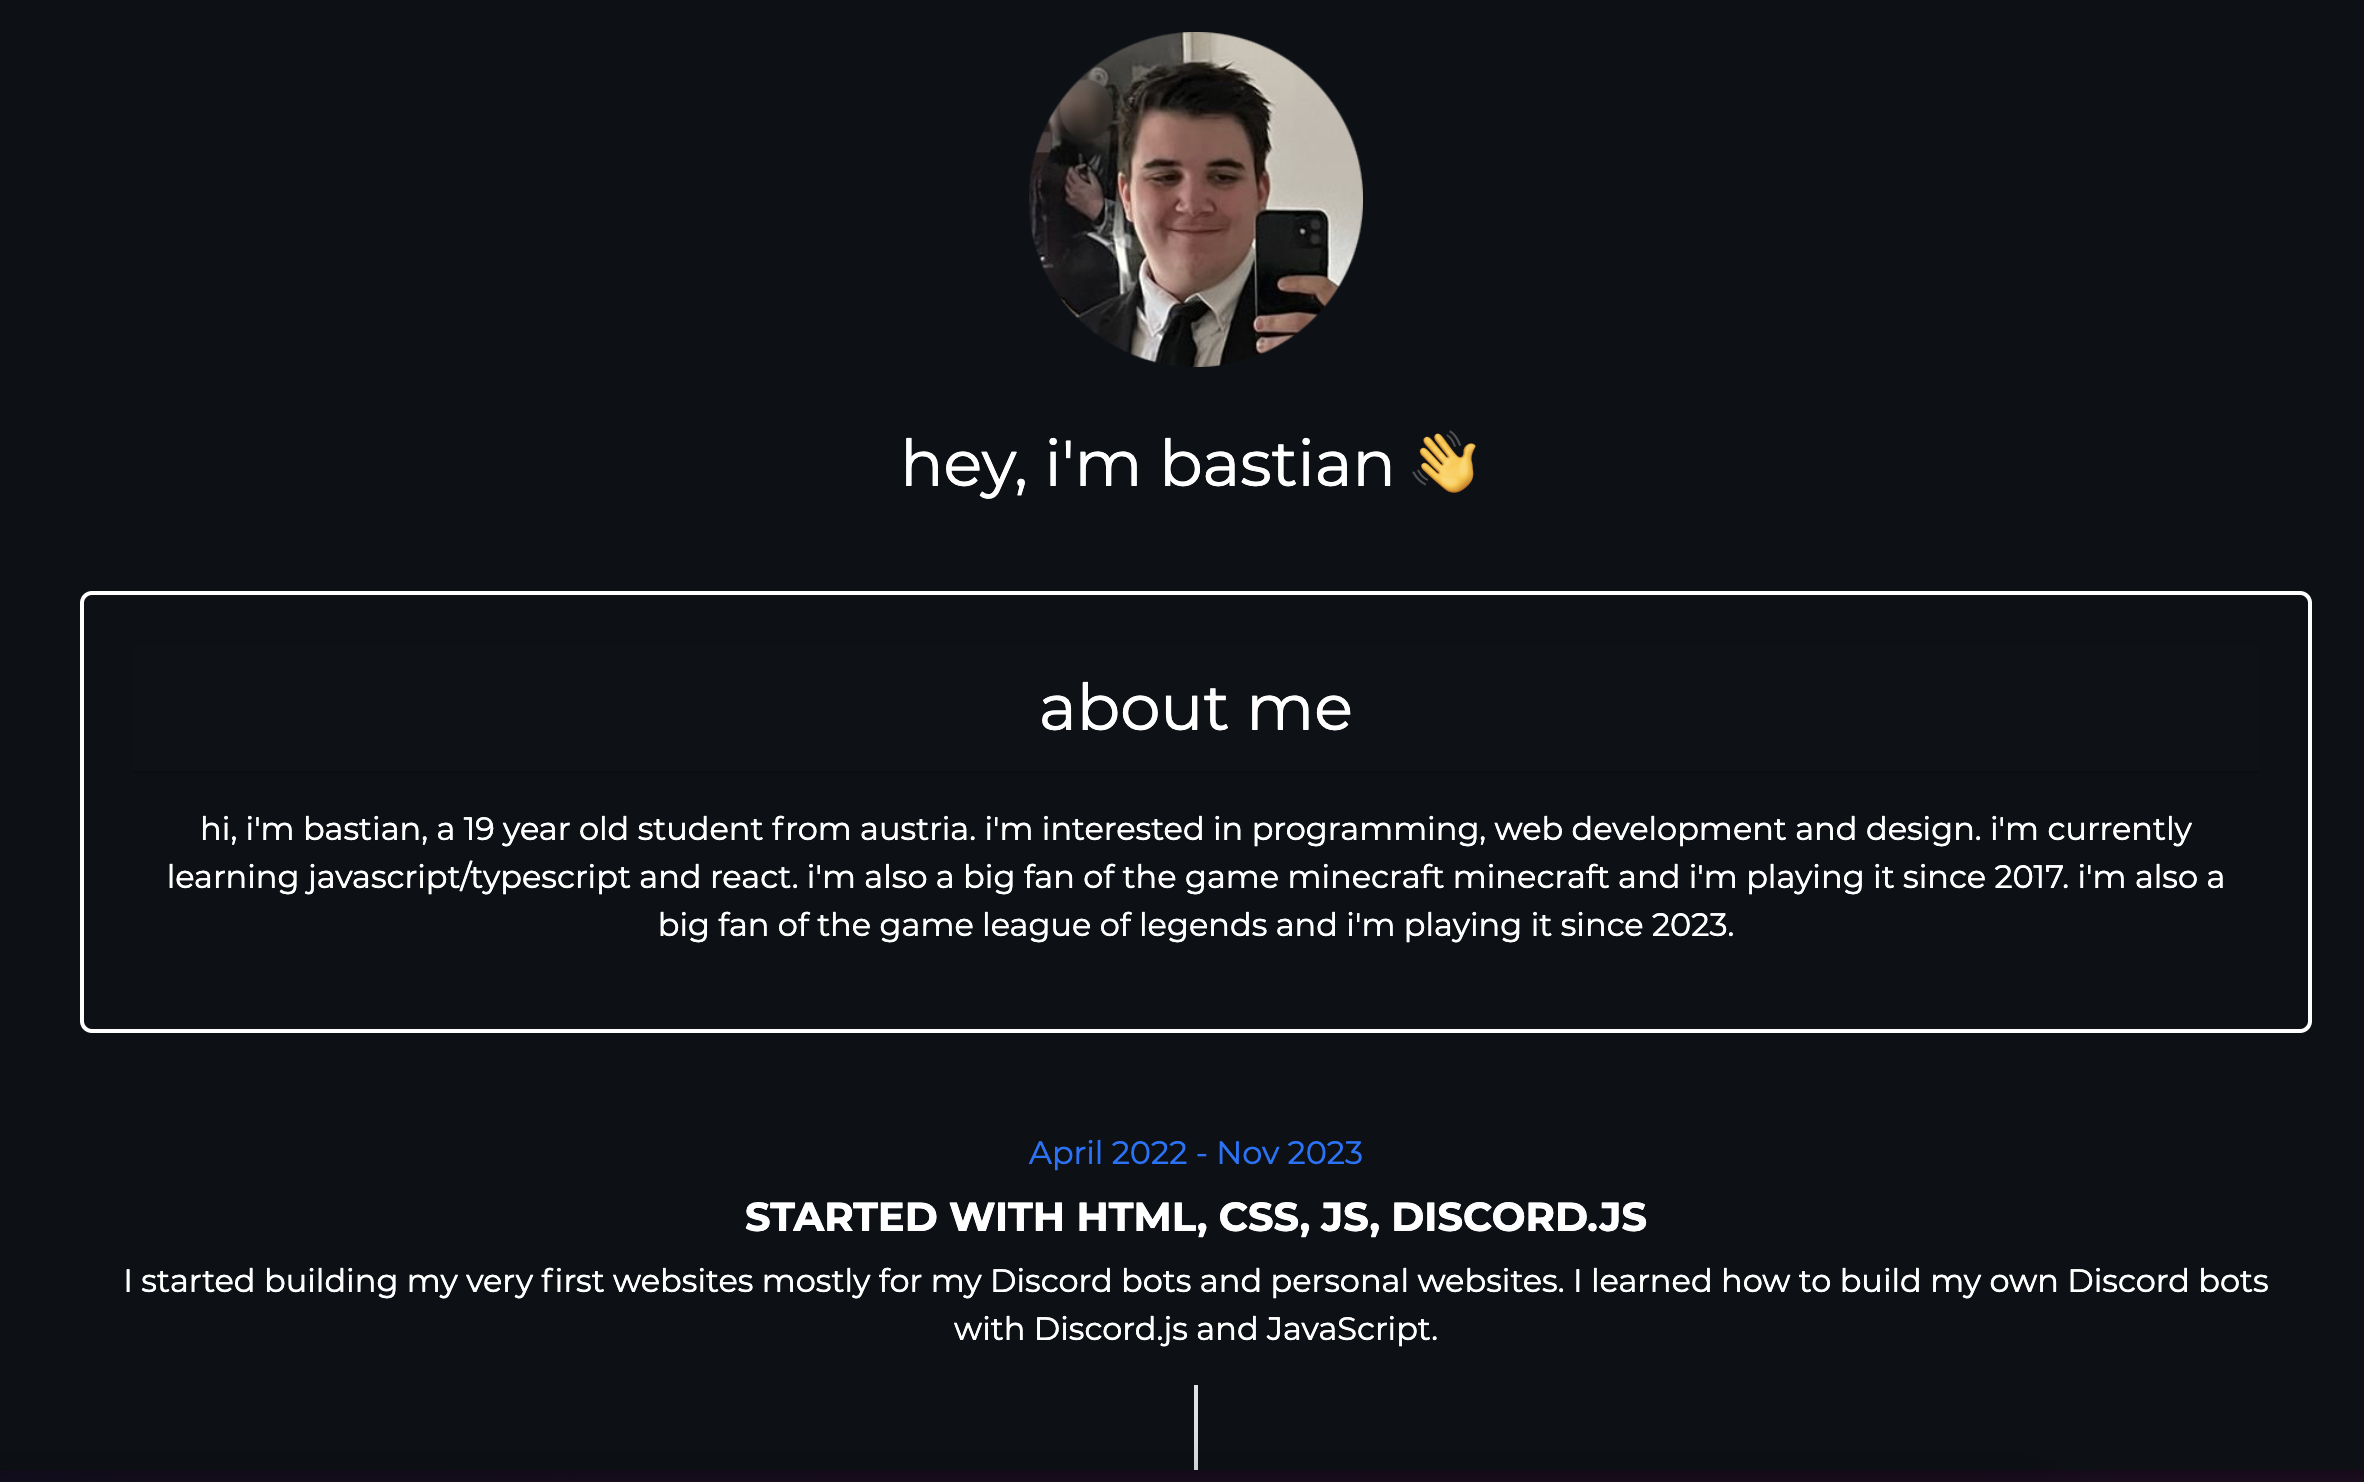 hey, i'm bastian 👋
about me
hi, i'm bastian, a 19 year old student from austria. i'm interested in programming, web development and design. i'm currently
learning javascript/typescript and react. i'm also a big fan of the game minecraft minecraft and i'm playing it since 2017. i'm also a
big fan of the game league of legends and i'm playing it since 2023.
April 2022 - Nov 2023
STARTED WITH HTML, CSS, JS, DISCORD.JS
I started building my very first websites mostly for my Discord bots and personal websites. I learned how to build my own Discord bots
with Discord.js and JavaScript.